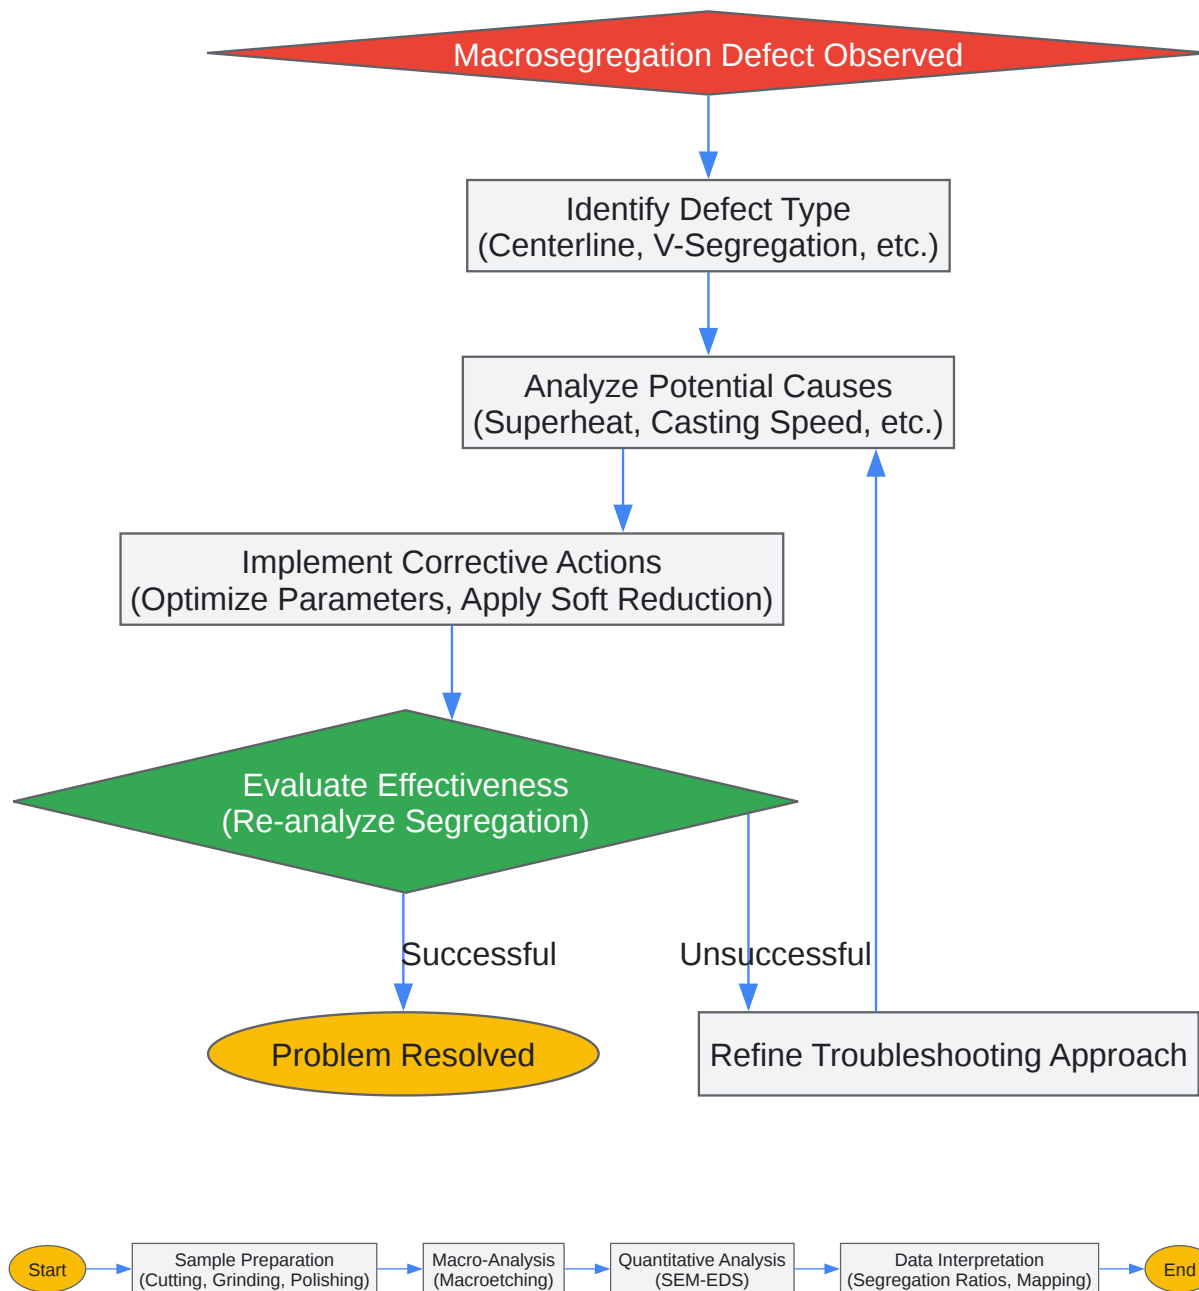 Macrosegregation Defect Observed
Identify Defect Type
(Centerline, V-Segregation, etc.)
Analyze Potential Causes
(Superheat, Casting Speed, etc.)
Implement Corrective Actions
(Optimize Parameters, Apply Soft Reduction)
Evaluate Effectiveness
(Re-analyze Segregation)
Successful
Unsuccessful
Problem Resolved
Refine Troubleshooting Approach
Start
Sample Preparation
(Cutting, Grinding, Polishing)
Macro-Analysis
(Macroetching)
Quantitative Analysis
(SEM-EDS)
Data Interpretation
(Segregation Ratios, Mapping)
End